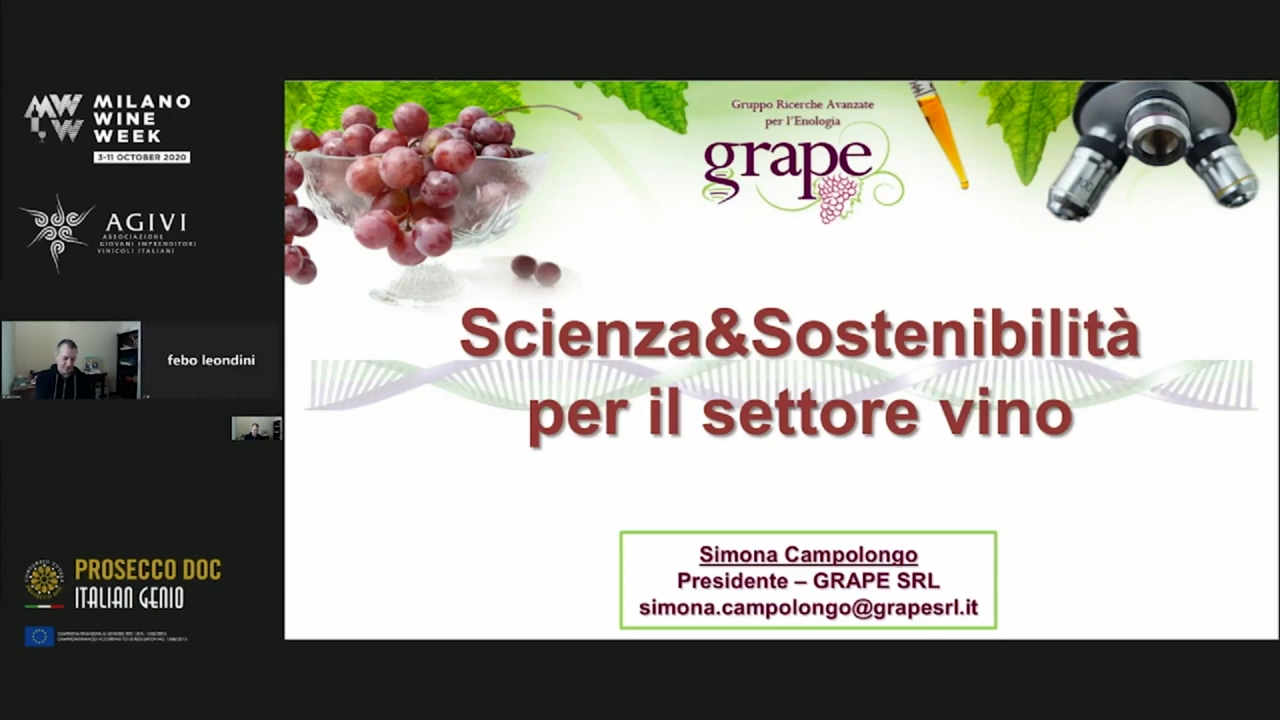 MILANO
WINE
WEEK
3-11 OCTOBER 2020
AGIVI
ASSOCIAZIONE
GIOVANI IMPRENDITORI
VINICOLI ITALIANI
febo leondini
PROSECCO DOC
ITALIAN GENIO
Gruppo Ricerche Avanzate
per l'Enologia
grape
Scienza&Sostenibilità
per il settore vino
Simona Campolongo
Presidente – GRAPE SRL
simona.campolongo@grapesrl.it